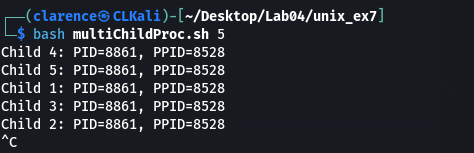 ┌──(clarence㉿CLKali)-[~/Desktop/Lab04/unix_ex7]
└─$ bash multiChildProc.sh 5
Child 4: PID=8861, PPID=8528
Child 5: PID=8861, PPID=8528
Child 1: PID=8861, PPID=8528
Child 3: PID=8861, PPID=8528
Child 2: PID=8861, PPID=8528
^C